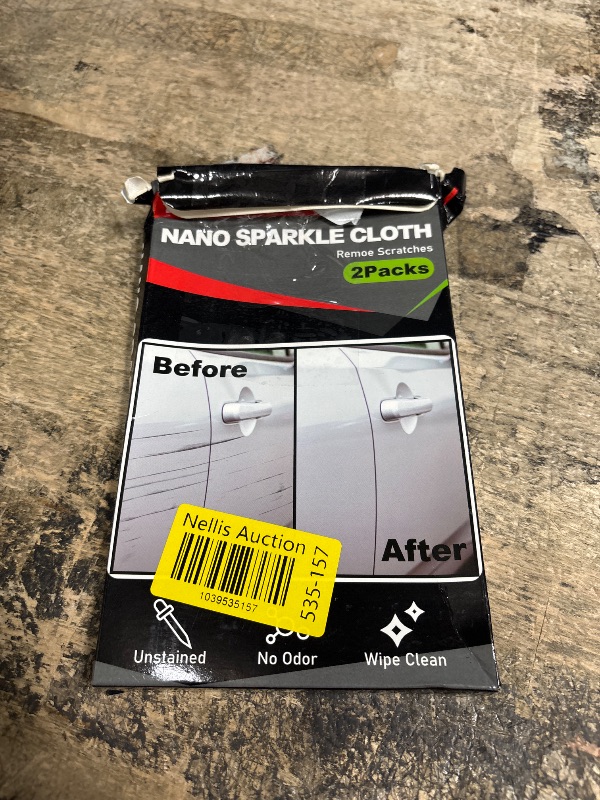 NANO SPARKLE CLOTH
Remoe Scratches
2Packs
Before
After
Nellis Auction
1039535157
535-157
Unstained
No Odor
Wipe Clean